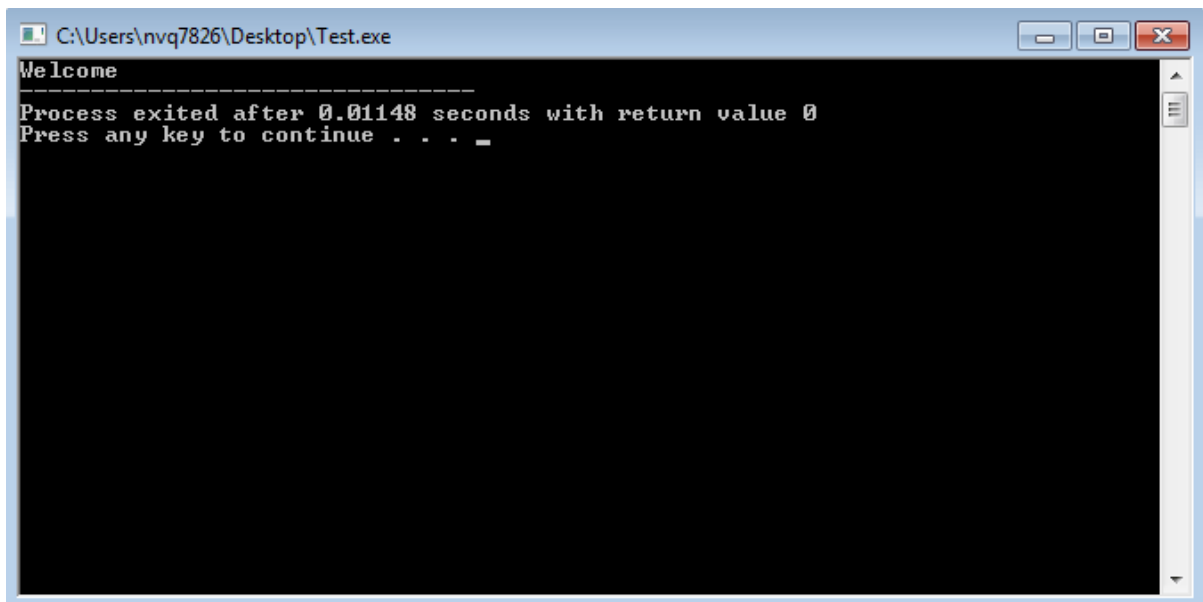 C:\Users\nvq7826\Desktop\Test.exe
Welcome
--------------------------------
Process exited after 0.01148 seconds with return value 0
Press any key to continue . . . _